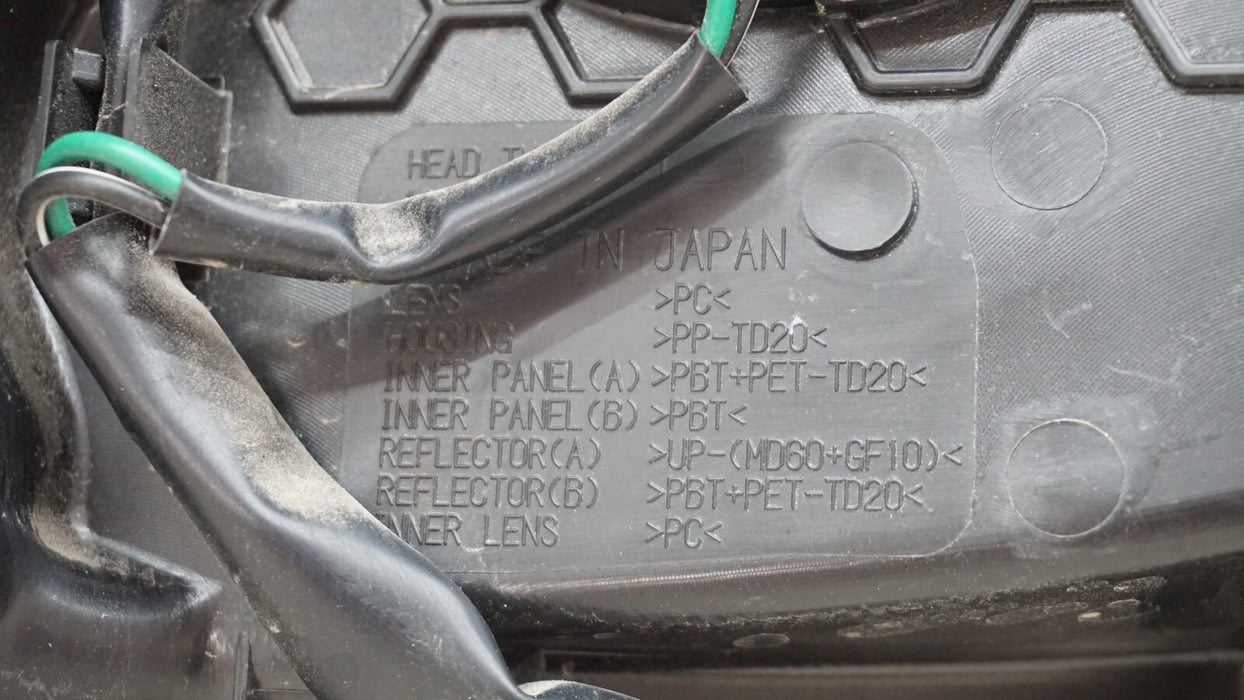 HEAD
IN JAPAN
LENS >PC<
HOUSING >PP-TD20<
INNER PANEL(A) >PBT+PET-TD20<
INNER PANEL(B) >PBT<
REFLECTOR(A) >UP-(MD60+GF10)<
REFLECTOR(B) >PBT+PET-TD20<
INNER LENS >PC<